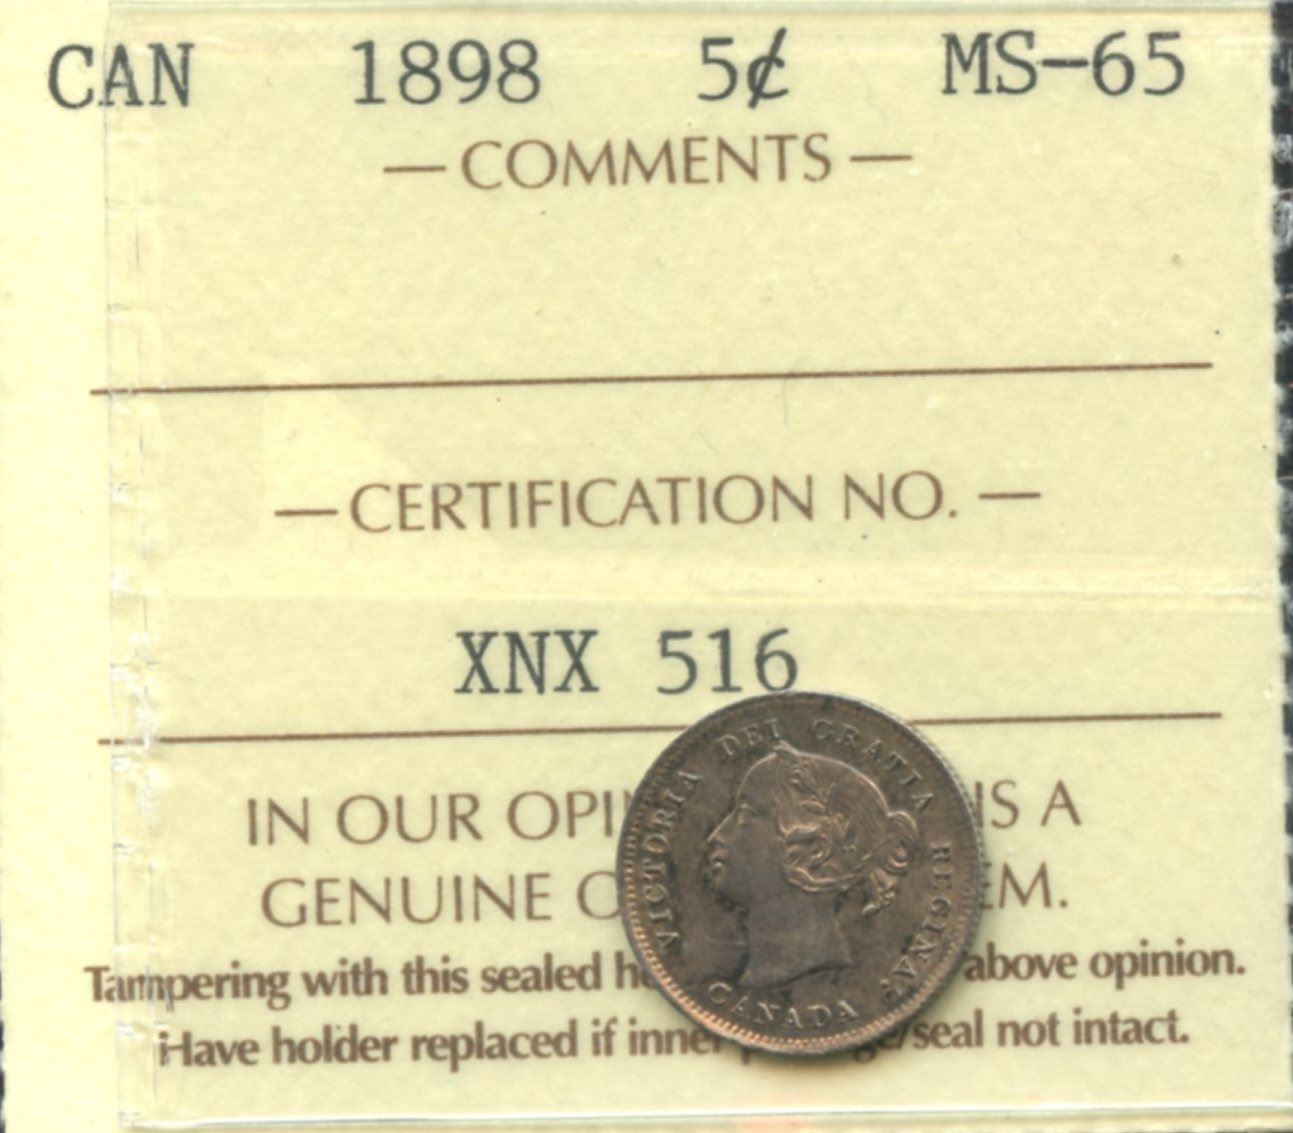 CAN 1898 5¢ MS-65
— COMMENTS —
— CERTIFICATION NO. —
XNX 516
IN OUR OPI IS A
GENUINE EM.
Tampering with this sealed above opinion.
Have holder replaced if inner /seal not intact.
VICTORIA DEI GRATIA REGINA.
CANADA